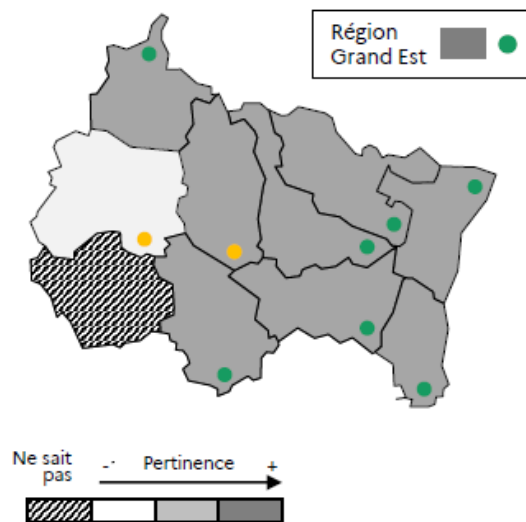 Région
Grand Est
Ne sait
pas
-
Pertinence
+